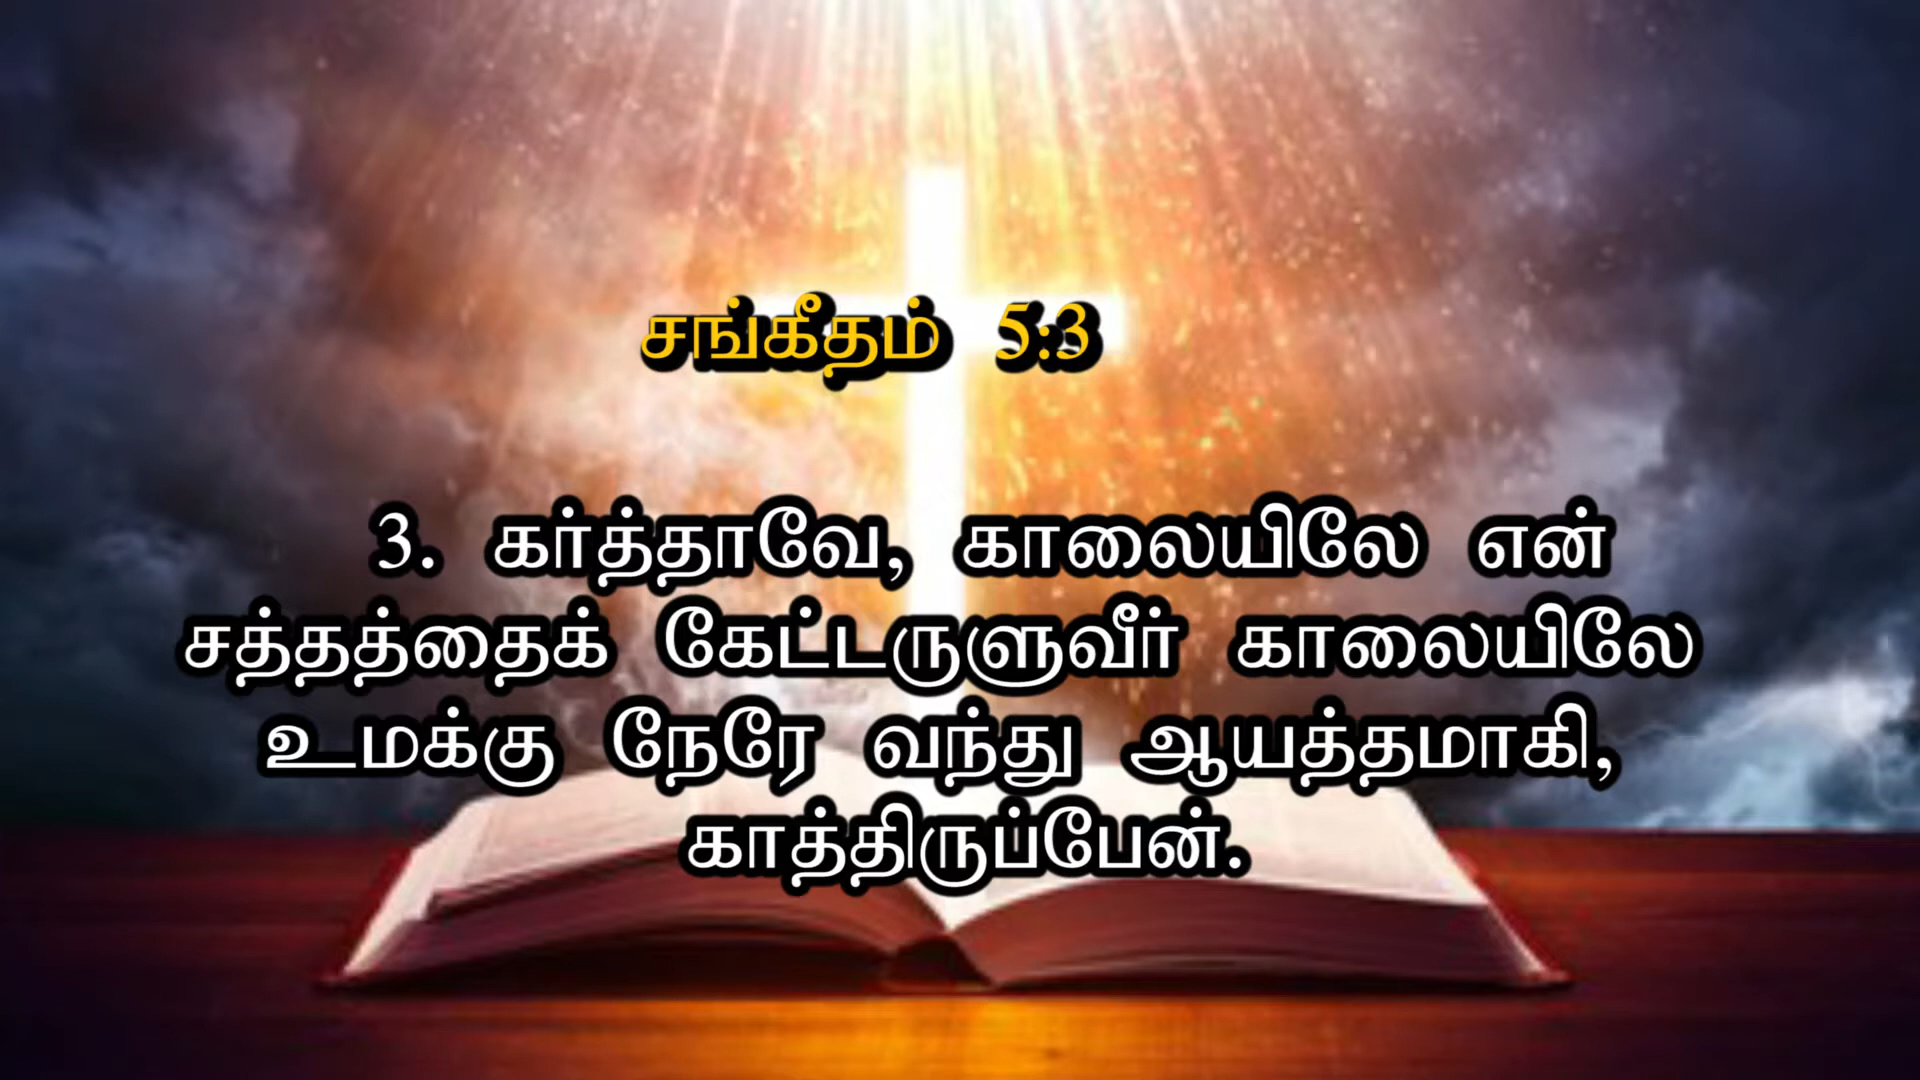 சங்கீதம் 5:3
3. கர்த்தாவே, காலையிலே என்
சத்தத்தைக் கேட்டருளுவீர் காலையிலே
உமக்கு நேரே வந்து ஆயத்தமாகி,
காத்திருப்பேன்.